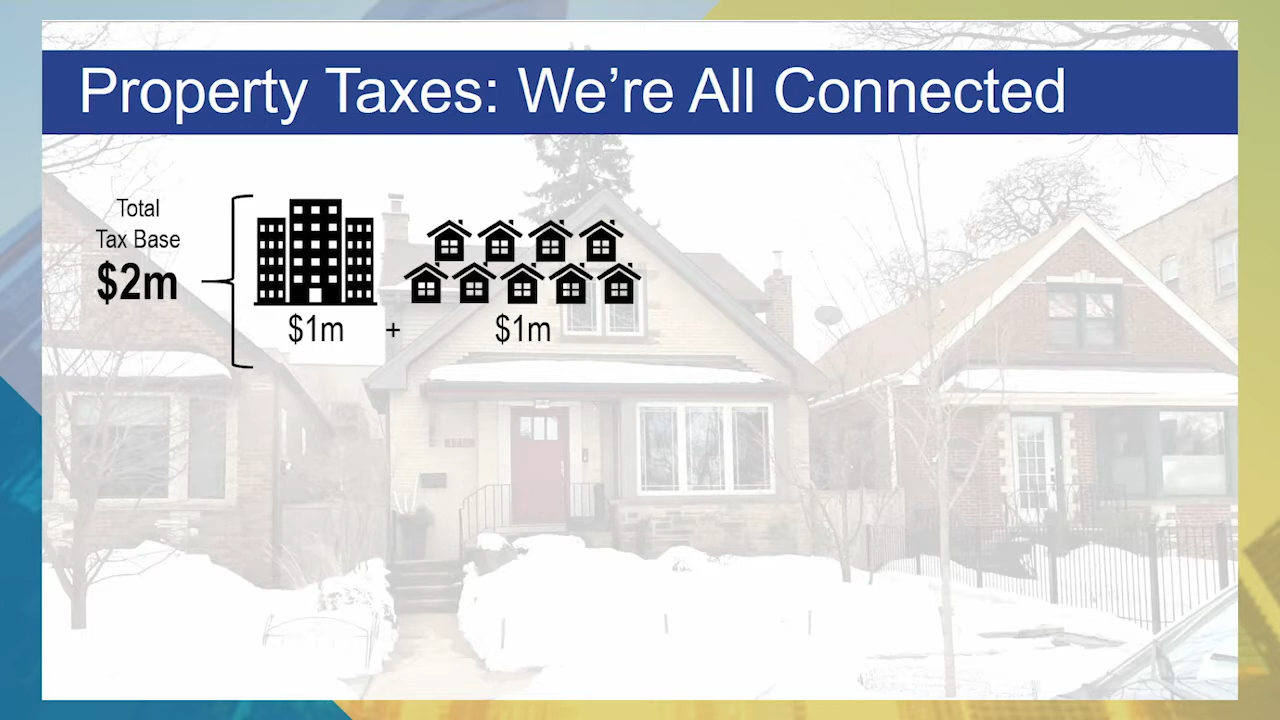 Property Taxes: We're All Connected
Total
Tax Base
$2m
$1m + $1m